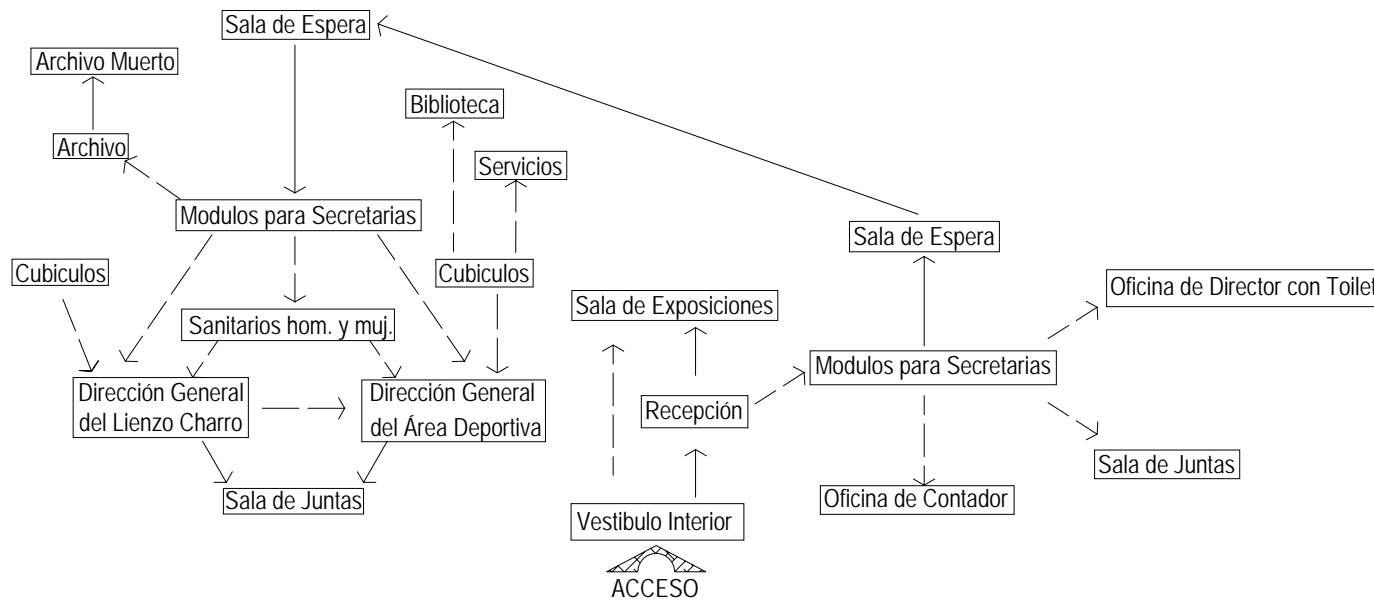 Sala de Espera
Archivo Muerto
Biblioteca
Archivo
Servicios
Modulos para Secretarias
Sala de Espera
Cubiculos
Cubiculos
Oficina de Director con Toilet
Sala de Exposiciones
Sanitarios hom. y muj.
Modulos para Secretarias
Dirección General
del Lienzo Charro
Dirección General
del Área Deportiva
Recepción
Sala de Juntas
Sala de Juntas
Oficina de Contador
Vestibulo Interior
ACCESO